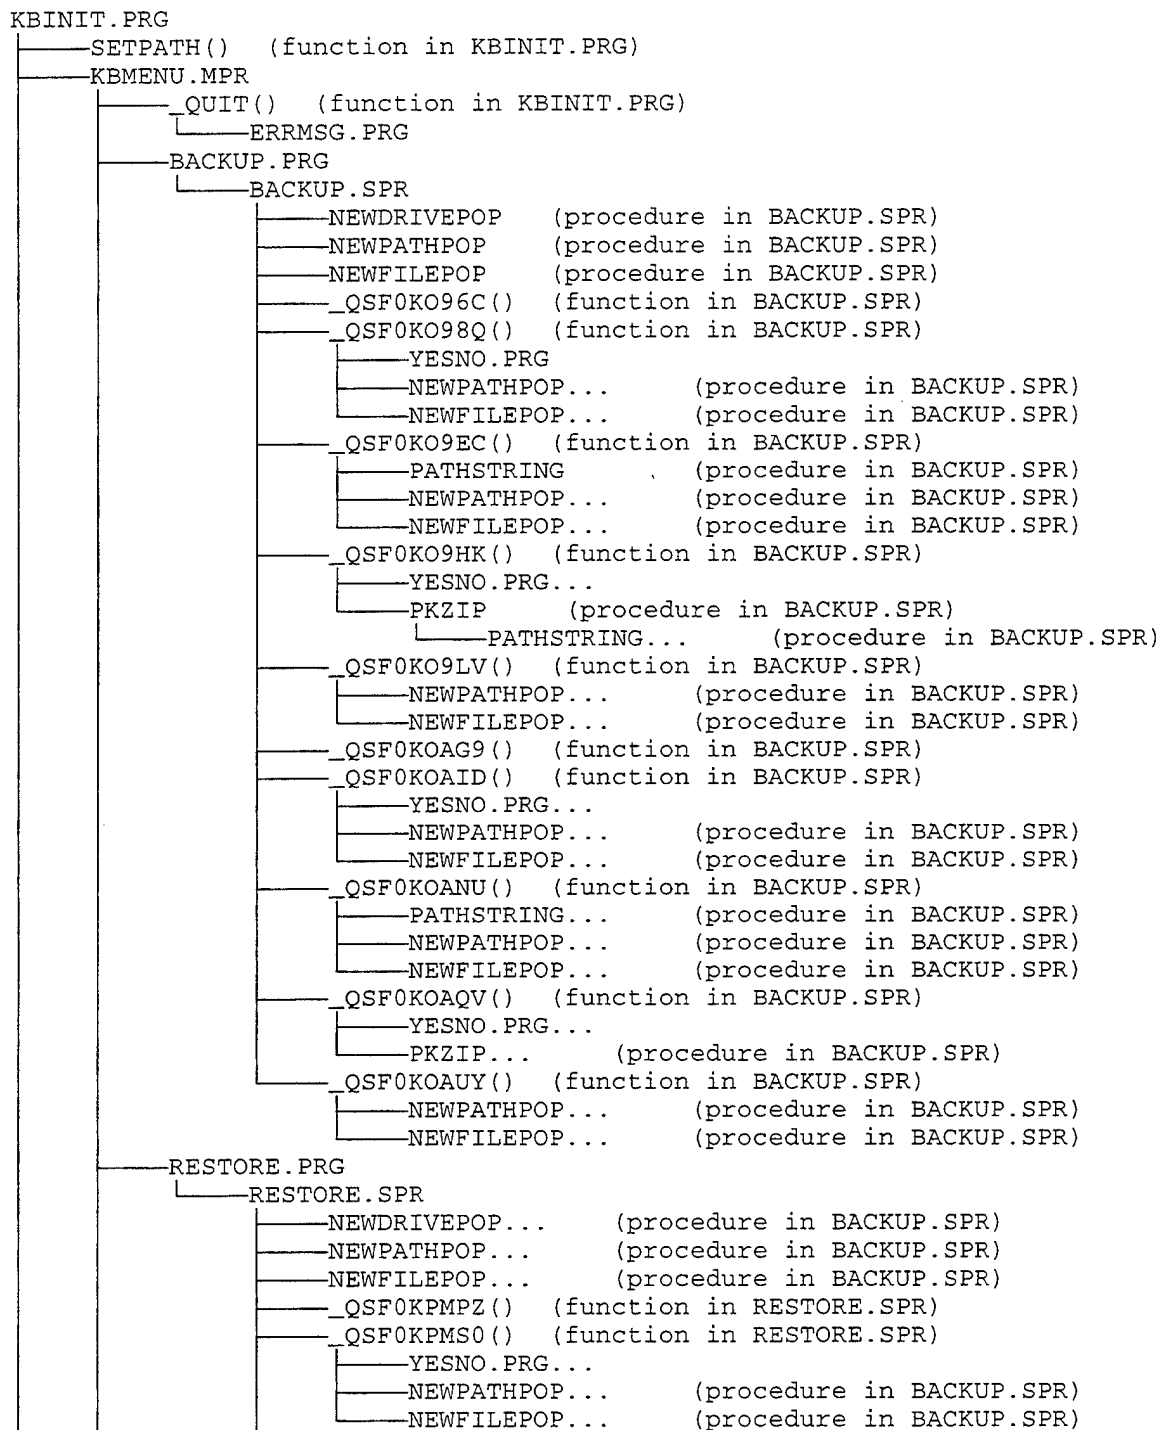 KBINIT.PRG
SETPATH() (function in KBINIT.PRG)
KBMENU.MPR
_QUIT() (function in KBINIT.PRG)
ERRMSG.PRG
BACKUP.PRG
BACKUP.SPR
NEWDRIVEPOP (procedure in BACKUP.SPR)
NEWPATHPOP (procedure in BACKUP.SPR)
NEWFILEPOP (procedure in BACKUP.SPR)
_QSF0KO96C() (function in BACKUP.SPR)
_QSF0KO98Q() (function in BACKUP.SPR)
YESNO.PRG
NEWPATHPOP... (procedure in BACKUP.SPR)
NEWFILEPOP... (procedure in BACKUP.SPR)
_QSF0KO9EC() (function in BACKUP.SPR)
PATHSTRING (procedure in BACKUP.SPR)
NEWPATHPOP... (procedure in BACKUP.SPR)
NEWFILEPOP... (procedure in BACKUP.SPR)
_QSF0KO9HK() (function in BACKUP.SPR)
YESNO.PRG...
PKZIP (procedure in BACKUP.SPR)
PATHSTRING... (procedure in BACKUP.SPR)
_QSF0KO9LV() (function in BACKUP.SPR)
NEWPATHPOP... (procedure in BACKUP.SPR)
NEWFILEPOP... (procedure in BACKUP.SPR)
_QSF0KOAG9() (function in BACKUP.SPR)
_QSF0KOAID() (function in BACKUP.SPR)
YESNO.PRG...
NEWPATHPOP... (procedure in BACKUP.SPR)
NEWFILEPOP... (procedure in BACKUP.SPR)
_QSF0KOANU() (function in BACKUP.SPR)
PATHSTRING... (procedure in BACKUP.SPR)
NEWPATHPOP... (procedure in BACKUP.SPR)
NEWFILEPOP... (procedure in BACKUP.SPR)
_QSF0KOAQV() (function in BACKUP.SPR)
YESNO.PRG...
PKZIP... (procedure in BACKUP.SPR)
_QSF0KOAUY() (function in BACKUP.SPR)
NEWPATHPOP... (procedure in BACKUP.SPR)
NEWFILEPOP... (procedure in BACKUP.SPR)
RESTORE.PRG
RESTORE.SPR
NEWDRIVEPOP... (procedure in BACKUP.SPR)
NEWPATHPOP... (procedure in BACKUP.SPR)
NEWFILEPOP... (procedure in BACKUP.SPR)
_QSF0KPMPZ() (function in RESTORE.SPR)
_QSF0KPMS0() (function in RESTORE.SPR)
YESNO.PRG...
NEWPATHPOP... (procedure in BACKUP.SPR)
NEWFILEPOP... (procedure in BACKUP.SPR)